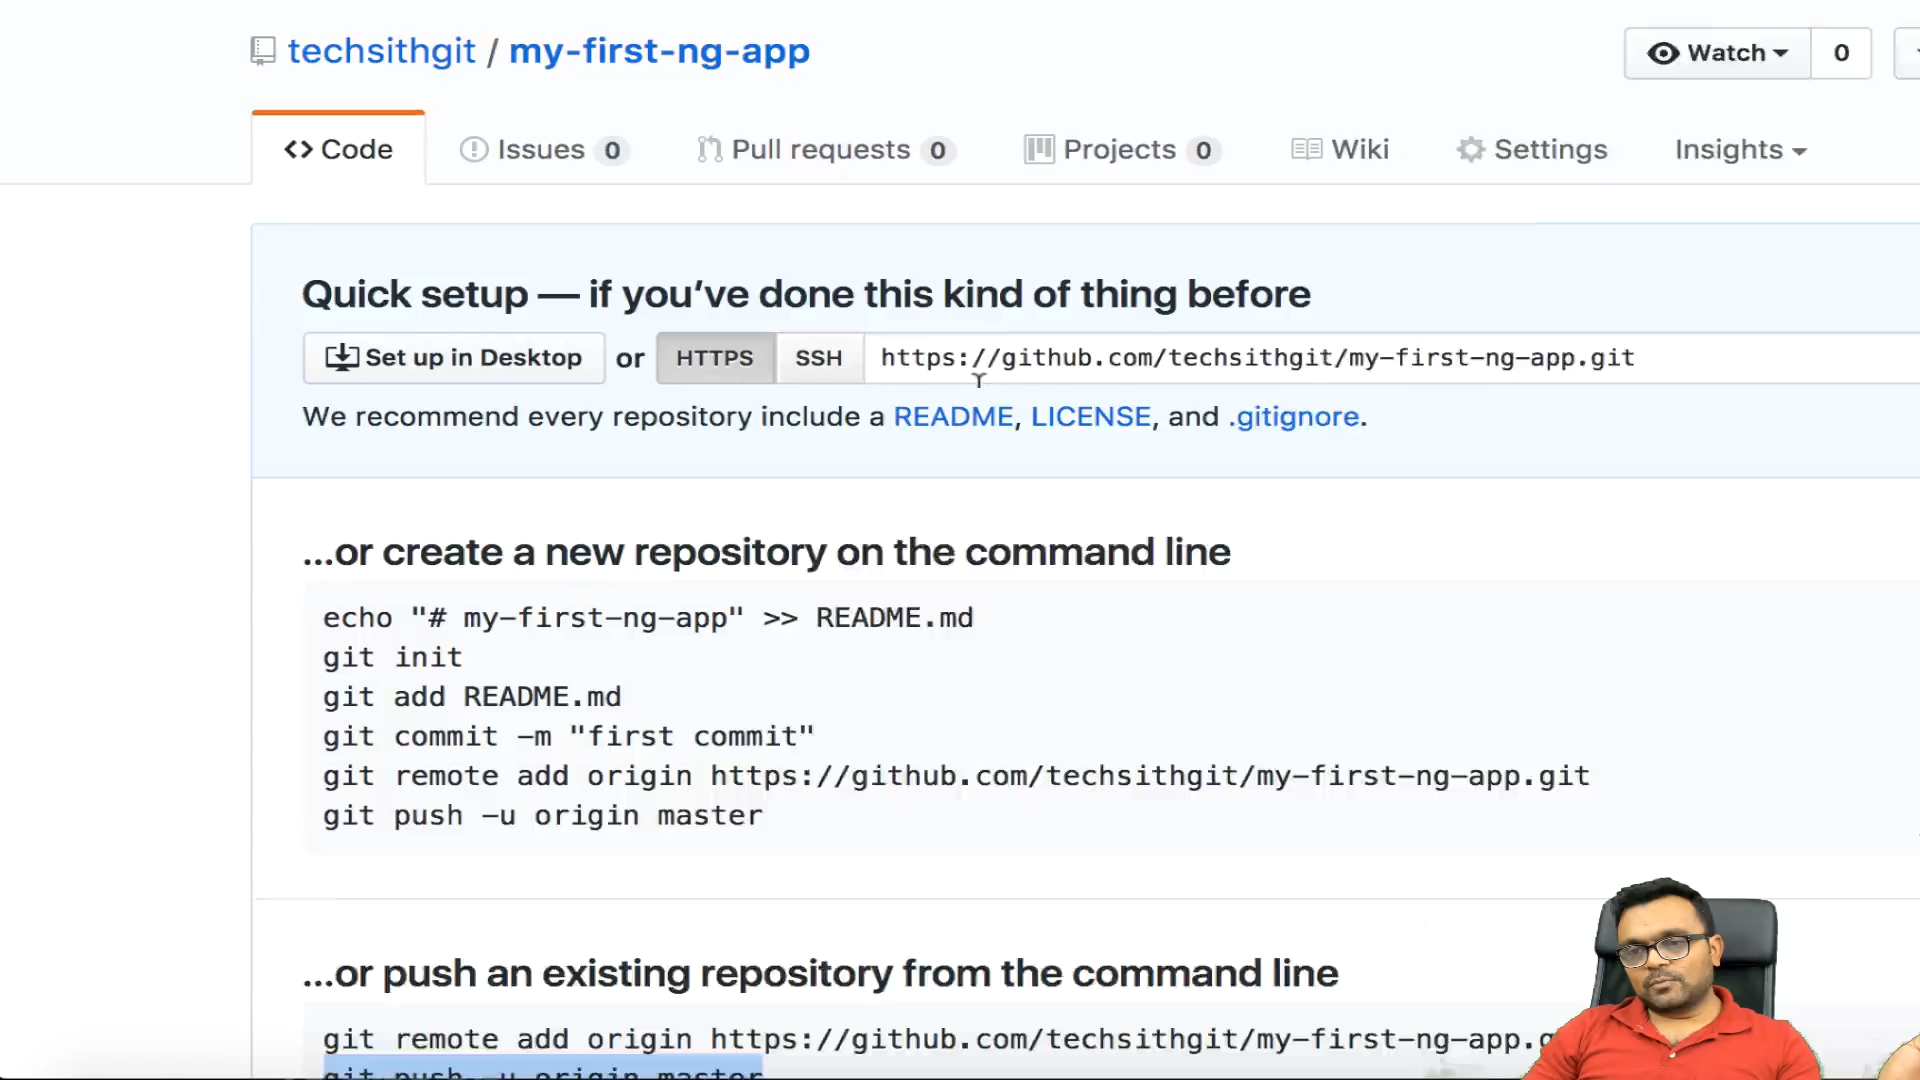 techsithgit / my-first-ng-app
Watch 0
Code Issues 0 Pull requests 0 Projects 0 Wiki Settings Insights
Quick setup — if you've done this kind of thing before
Set up in Desktop or HTTPS SSH https://github.com/techsithgit/my-first-ng-app.git
We recommend every repository include a README, LICENSE, and .gitignore.
...or create a new repository on the command line
echo "# my-first-ng-app" >> README.md
git init
git add README.md
git commit -m "first commit"
git remote add origin https://github.com/techsithgit/my-first-ng-app.git
git push -u origin master
...or push an existing repository from the command line
git remote add origin https://github.com/techsithgit/my-first-ng-app.g
git push -u origin master